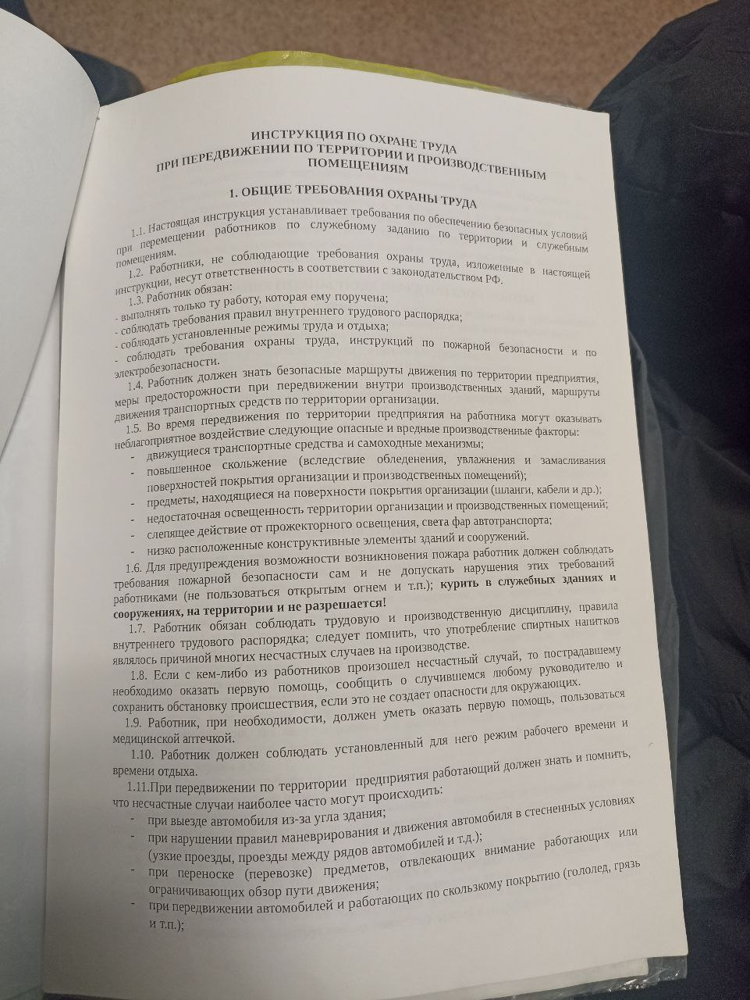 ИНСТРУКЦИЯ ПО ОХРАНЕ ТРУДА
ПРИ ПЕРЕДВИЖЕНИИ ПО ТЕРРИТОРИИ И ПРОИЗВОДСТВЕННЫМ
ПОМЕЩЕНИЯМ
1. ОБЩИЕ ТРЕБОВАНИЯ ОХРАНЫ ТРУДА
1.1. Настоящая инструкция устанавливает требования по обеспечению безопасных условий
при перемещении работников по служебному заданию по территории и служебным
помещениям.
1.2. Работники, не соблюдающие требования охраны труда, изложенные в настоящей
инструкции, несут ответственность в соответствии с законодательством РФ.
1.3. Работник обязан:
- выполнять только ту работу, которая ему поручена;
- соблюдать требования правил внутреннего трудового распорядка;
- соблюдать установленные режимы труда и отдыха;
- соблюдать требования охраны труда, инструкций по пожарной безопасности и по
электробезопасности.
1.4. Работник должен знать безопасные маршруты движения по территории предприятия,
меры предосторожности при передвижении внутри производственных зданий, маршруты
движения транспортных средств по территории организации.
1.5. Во время передвижения по территории предприятия на работника могут оказывать
неблагоприятное воздействие следующие опасные и вредные производственные факторы:
- движущиеся транспортные средства и самоходные механизмы;
- повышенное скольжение (вследствие обледенения, увлажнения и замасливания
поверхностей покрытия организации и производственных помещений);
- предметы, находящиеся на поверхности покрытия организации (шланги, кабели и др.);
- недостаточная освещенность территории организации и производственных помещений;
- слепящее действие от прожекторного освещения, света фар автотранспорта;
- низко расположенные конструктивные элементы зданий и сооружений.
1.6. Для предупреждения возможности возникновения пожара работник должен соблюдать
требования пожарной безопасности сам и не допускать нарушения этих требований
работниками (не пользоваться открытым огнем и т.п.); курить в служебных зданиях и
сооружениях, на территории и не разрешается!
1.7. Работник обязан соблюдать трудовую и производственную дисциплину, правила
внутреннего трудового распорядка; следует помнить, что употребление спиртных напитков
являлось причиной многих несчастных случаев на производстве.
1.8. Если с кем-либо из работников произошел несчастный случай, то пострадавшему
необходимо оказать первую помощь, сообщить о случившемся любому руководителю и
сохранить обстановку происшествия, если это не создает опасности для окружающих.
1.9. Работник, при необходимости, должен уметь оказать первую помощь, пользоваться
медицинской аптечкой.
1.10. Работник должен соблюдать установленный для него режим рабочего времени и
времени отдыха.
1.11.При передвижении по территории предприятия работающий должен знать и помнить,
что несчастные случаи наиболее часто могут происходить:
- при выезде автомобиля из-за угла здания;
- при нарушении правил маневрирования и движения автомобиля в стесненных условиях
(узкие проезды, проезды между рядов автомобилей и т.д.);
- при переноске (перевозке) предметов, отвлекающих внимание работающих или
ограничивающих обзор пути движения;
- при передвижении автомобилей и работающих по скользкому покрытию (гололед, грязь
и т.п.);